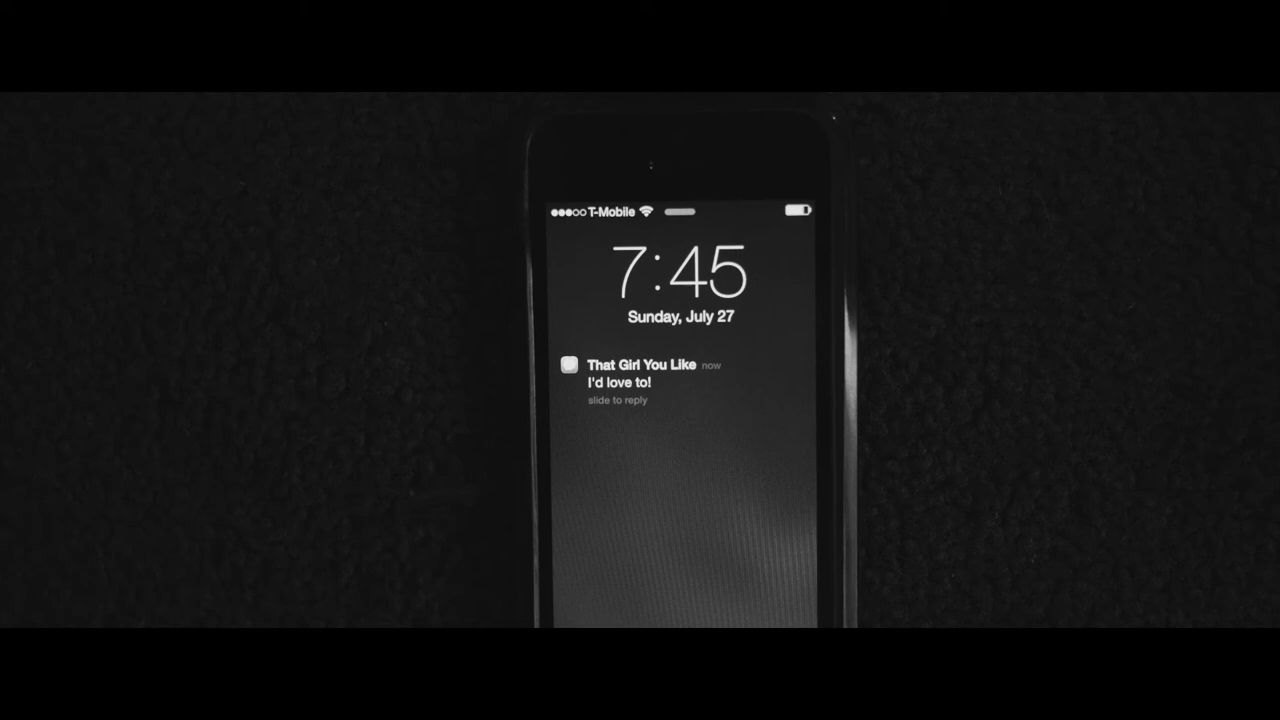 T-Mobile
7:45
Sunday, July 27
That Girl You Like now
I'd love to!
slide to reply